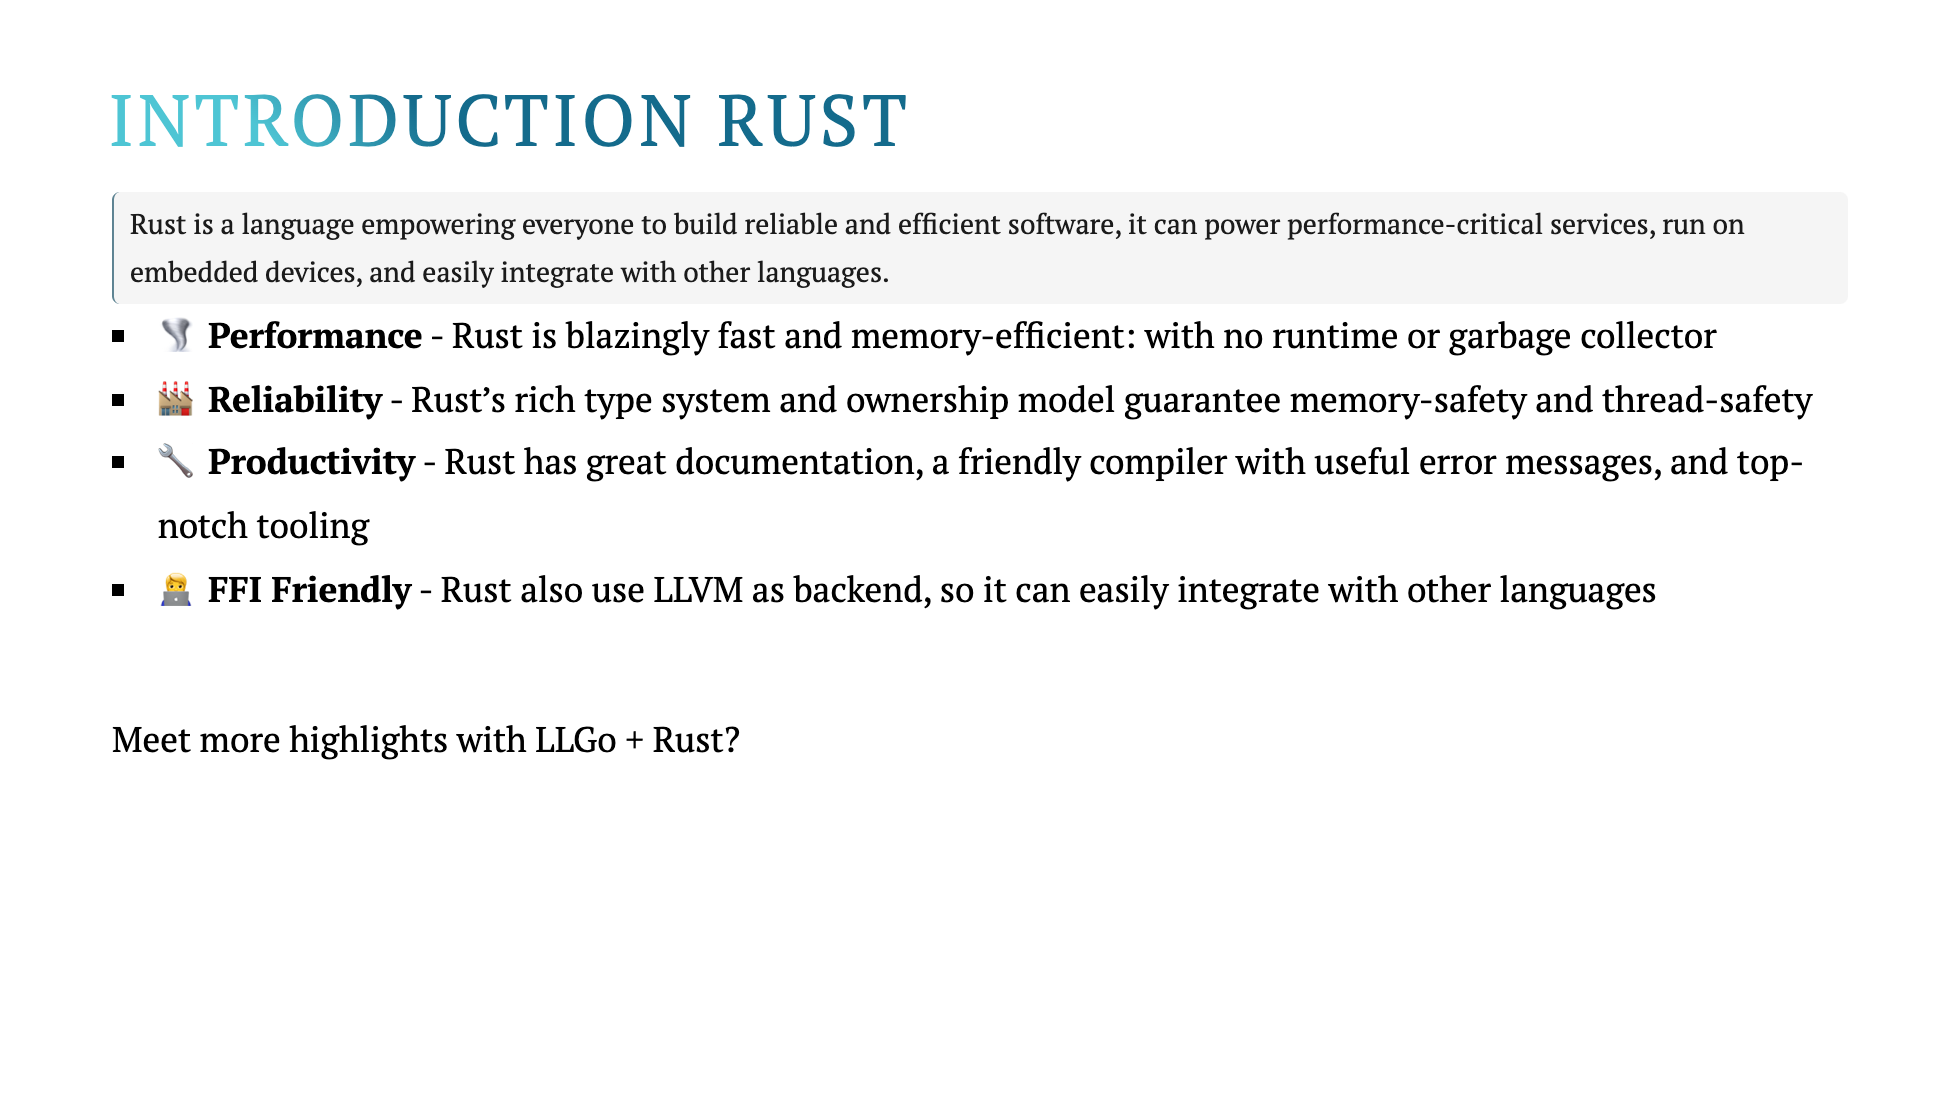 INTRODUCTION RUST
Rust is a language empowering everyone to build reliable and efficient software, it can power performance-critical services, run on
embedded devices, and easily integrate with other languages.
▪ 🌪️ Performance - Rust is blazingly fast and memory-efficient: with no runtime or garbage collector
▪ 🏭 Reliability - Rust’s rich type system and ownership model guarantee memory-safety and thread-safety
▪ 🔧 Productivity - Rust has great documentation, a friendly compiler with useful error messages, and top-
notch tooling
▪ 👨‍💻 FFI Friendly - Rust also use LLVM as backend, so it can easily integrate with other languages
Meet more highlights with LLGo + Rust?